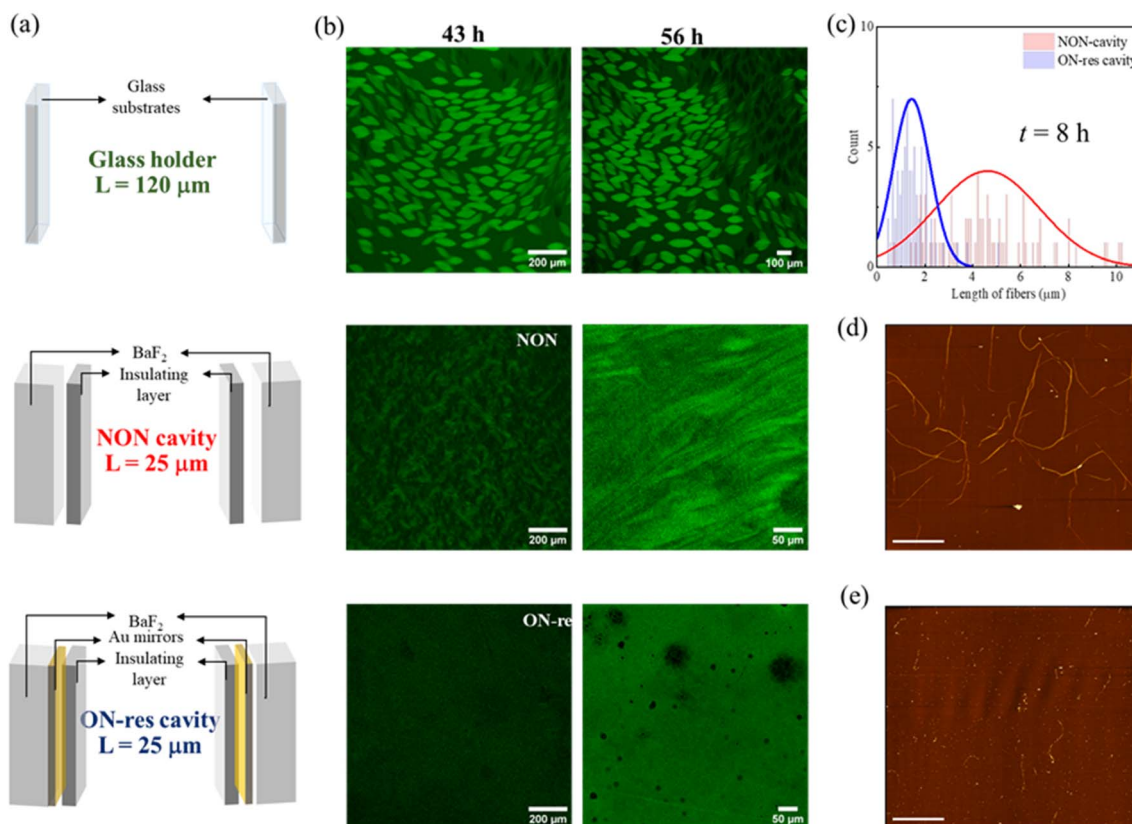 (a)
Glass
substrates
Glass holder
L = 120 μm
BaF2
Insulating
layer
NON cavity
L = 25 μm
BaF2
Au mirrors
Insulating
layer
ON-res cavity
L = 25 μm
(b)
43 h
56 h
200 μm
100 μm
NON
200 μm
50 μm
ON-re
200 μm
50 μm
(c)
10
5
0
Count
NON-cavity
ON-res cavity
t = 8 h
0 2 4 6 8 10
Length of fibers (μm)
(d)
(e)